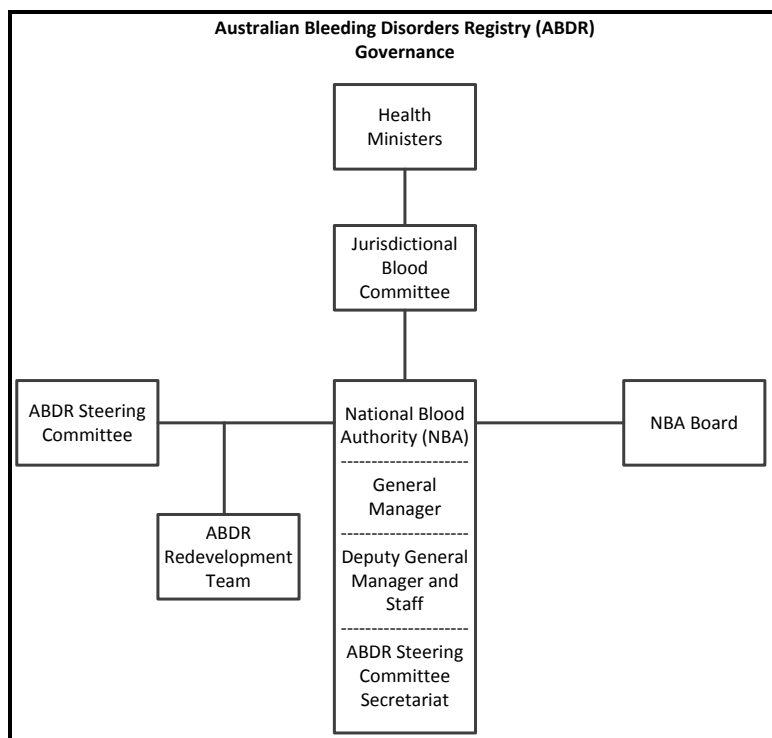 Australian Bleeding Disorders Registry (ABDR)
Governance
Health
Ministers
Jurisdictional
Blood
Committee
ABDR Steering
Committee
National Blood
Authority (NBA)
NBA Board
General
Manager
ABDR
Redevelopment
Team
Deputy General
Manager and
Staff
ABDR Steering
Committee
Secretariat